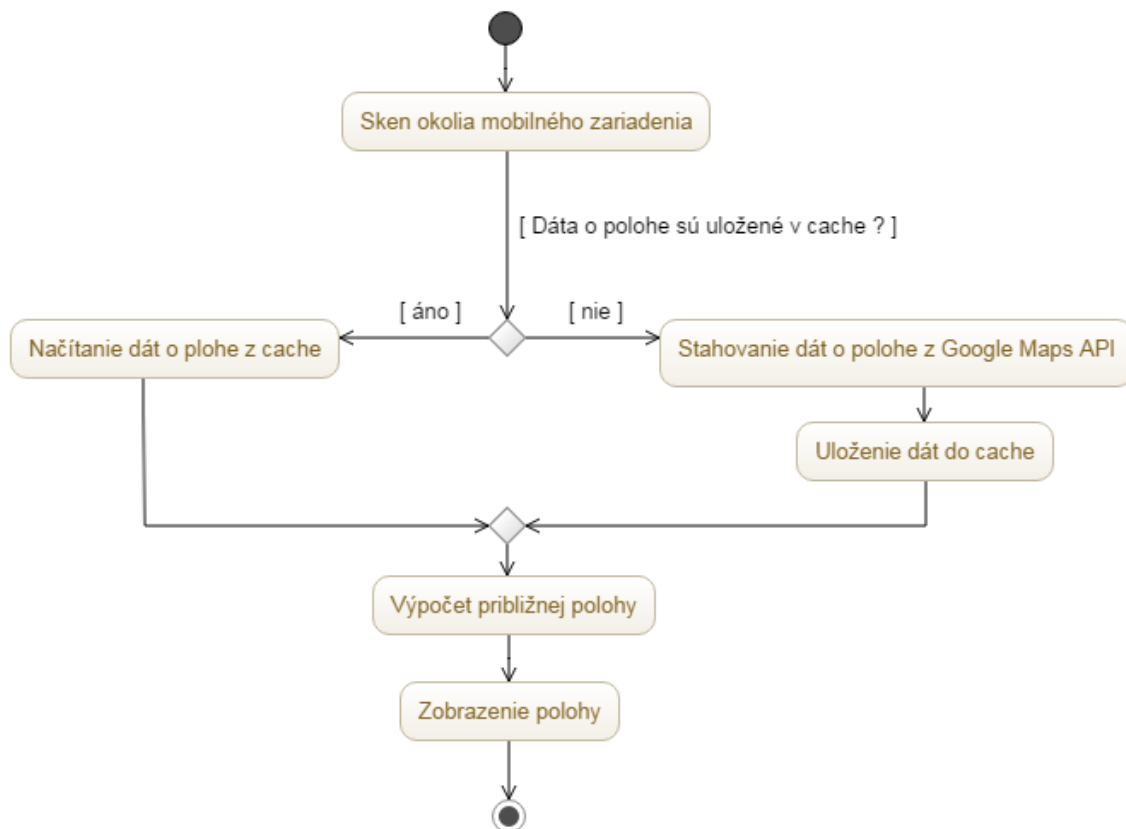 Sken okolia mobilného zariadenia
[ Dáta o polohe sú uložené v cache ? ]
[ áno ]
[ nie ]
Načítanie dát o plohe z cache
Stahovanie dát o polohe z Google Maps API
Uloženie dát do cache
Výpočet približnej polohy
Zobrazenie polohy